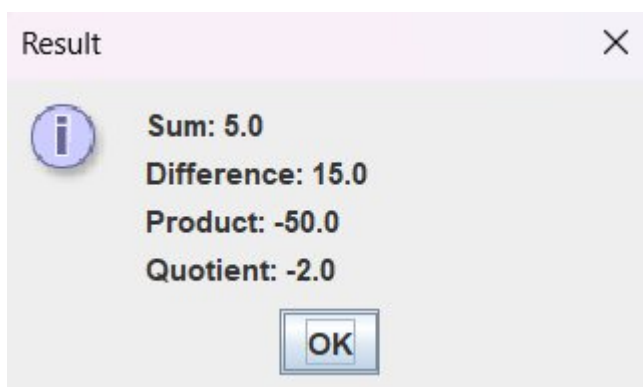 Result
Sum: 5.0
Difference: 15.0
Product: -50.0
Quotient: -2.0
OK